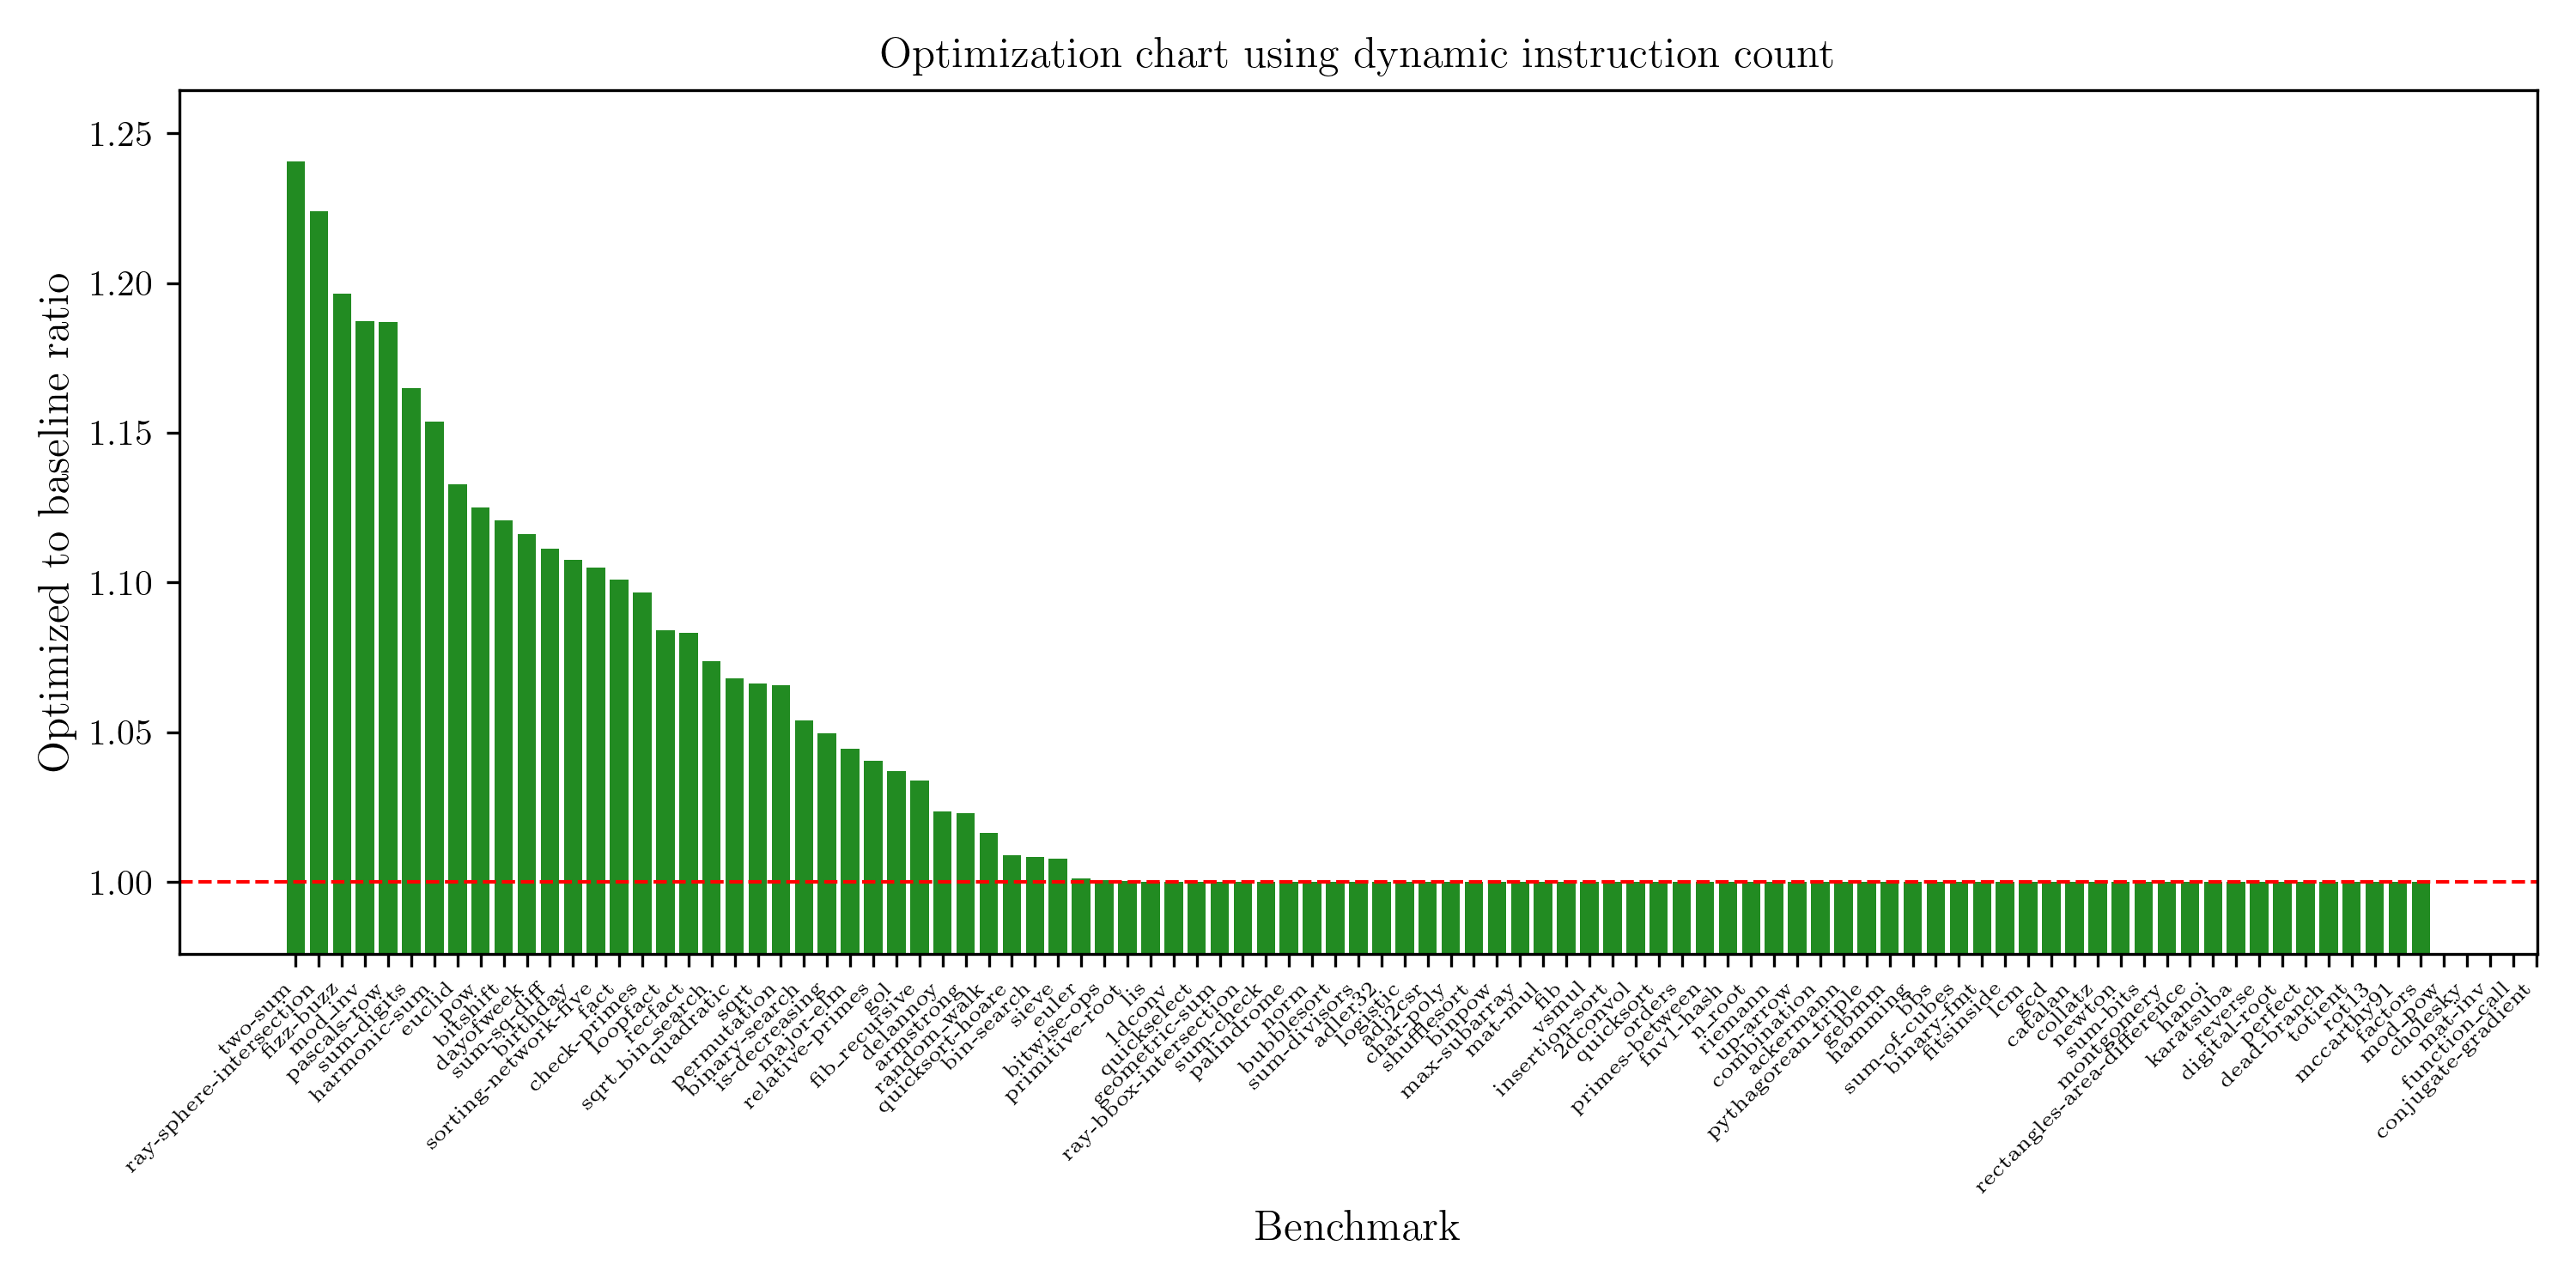 Optimization chart using dynamic instruction count
Optimized to baseline ratio
1.25
1.20
1.15
1.10
1.05
1.00
two-sum
ray-sphere-intersection
fizz-buzz
mod_inv
pascals-row
sum-digits
harmonic-sum
euclid
pow
bitshift
dayofweek
sum-sq-diff
birthday
sorting-network-five
fact
check-primes
loopfact
recfact
sqrt_bin_search
quadratic
sqrt
permutation
binary-search
is-decreasing
major-elm
relative-primes
gol
fib_recursive
delannoy
armstrong
random-walk
quicksort-hoare
bin-search
sieve
euler
bitwise-ops
primitive-root
lis
1dconv
quickselect
geometric-sum
ray-bbox-intersection
sum-check
palindrome
norm
bubblesort
sum-divisors
adler32
logistic
adj2csr
char-poly
shufflesort
binpow
max-subarray
mat-mul
fib
vsmul
insertion-sort
2dconvol
quicksort
orders
primes-between
fnv1-hash
n_root
riemann
up-arrow
combination
ackermann
pythagorean_triple
gebmm
hamming
bbs
sum-of-cubes
binary-fmt
fitsinside
lcm
gcd
catalan
collatz
newton
sum-bits
montgomery
rectangles-area-difference
hanoi
karatsuba
reverse
digital-root
perfect
dead-branch
totient
rot13
mccarthy91
factors
mod_pow
cholesky
mat-inv
function_call
conjugate-gradient
Benchmark